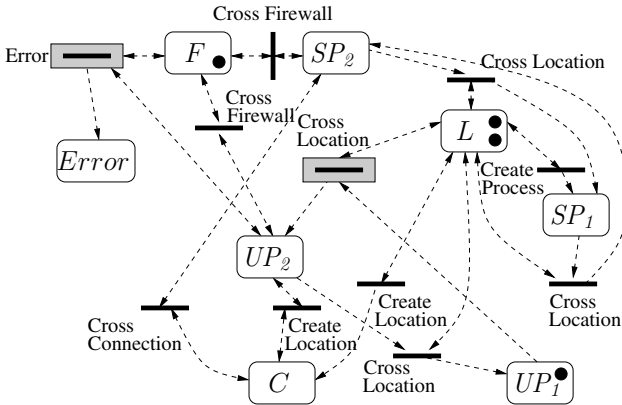 Cross Firewall
Error
F
SP2
Cross Location
Cross
Firewall
Cross
Location
L
Error
Create
Process
SP1
UP2
Cross
Connection
Create
Location
Create
Location
Cross
Location
Cross
Location
C
UP1